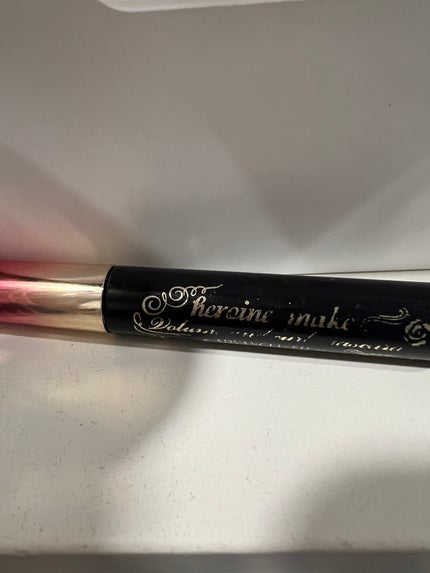 heroine make
Volume and curl mascara